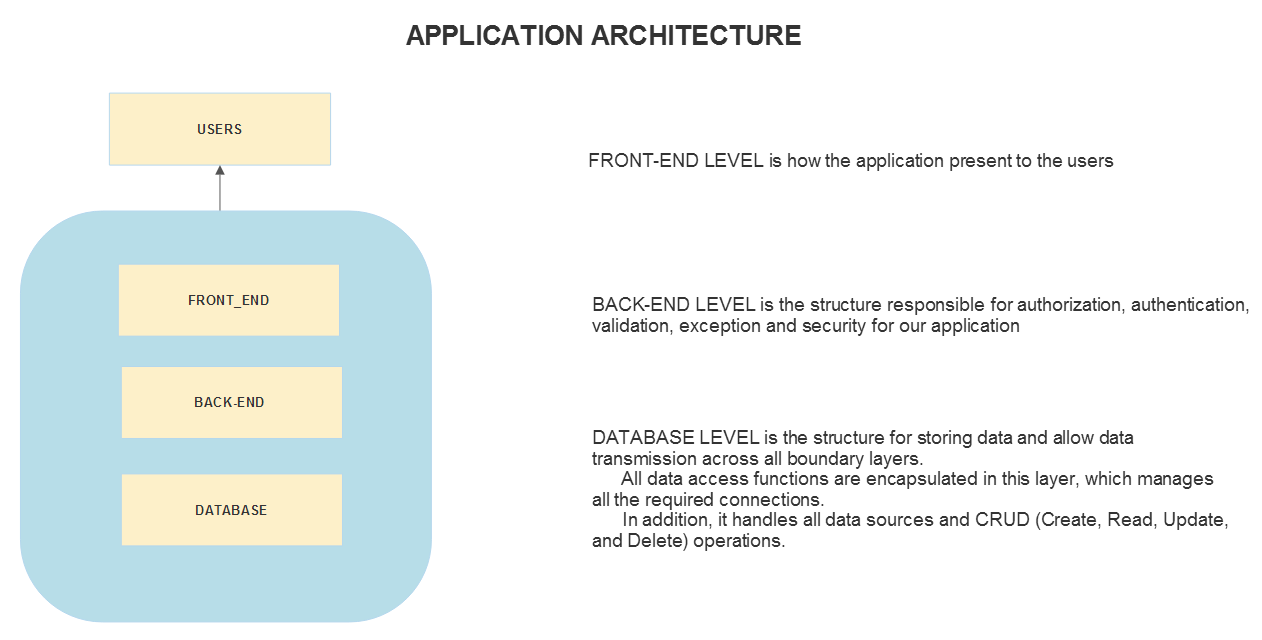 APPLICATION ARCHITECTURE
USERS
FRONT-END LEVEL is how the application present to the users
FRONT_END
BACK-END LEVEL is the structure responsible for authorization, authentication,
validation, exception and security for our application
BACK-END
DATABASE LEVEL is the structure for storing data and allow data
transmission across all boundary layers.
All data access functions are encapsulated in this layer, which manages
all the required connections.
In addition, it handles all data sources and CRUD (Create, Read, Update,
and Delete) operations.
DATABASE